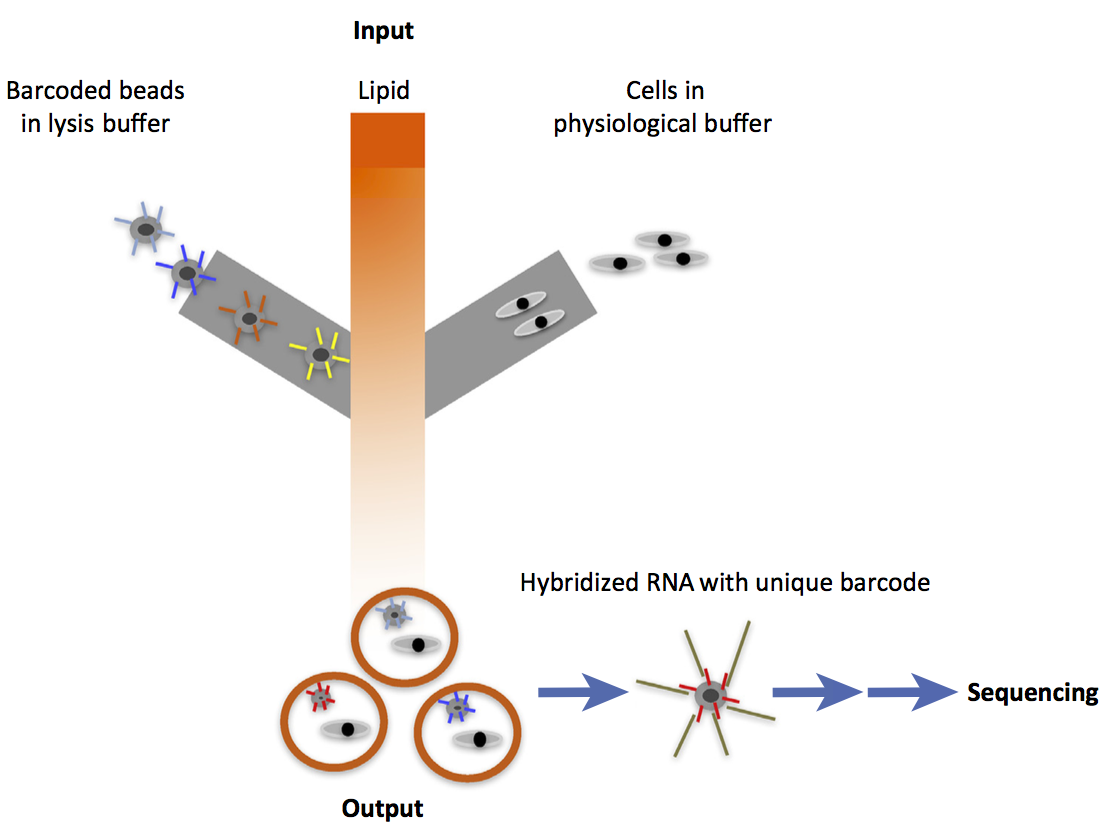 Input
Barcoded beads
in lysis buffer
Lipid
Cells in
physiological buffer
Hybridized RNA with unique barcode
Sequencing
Output